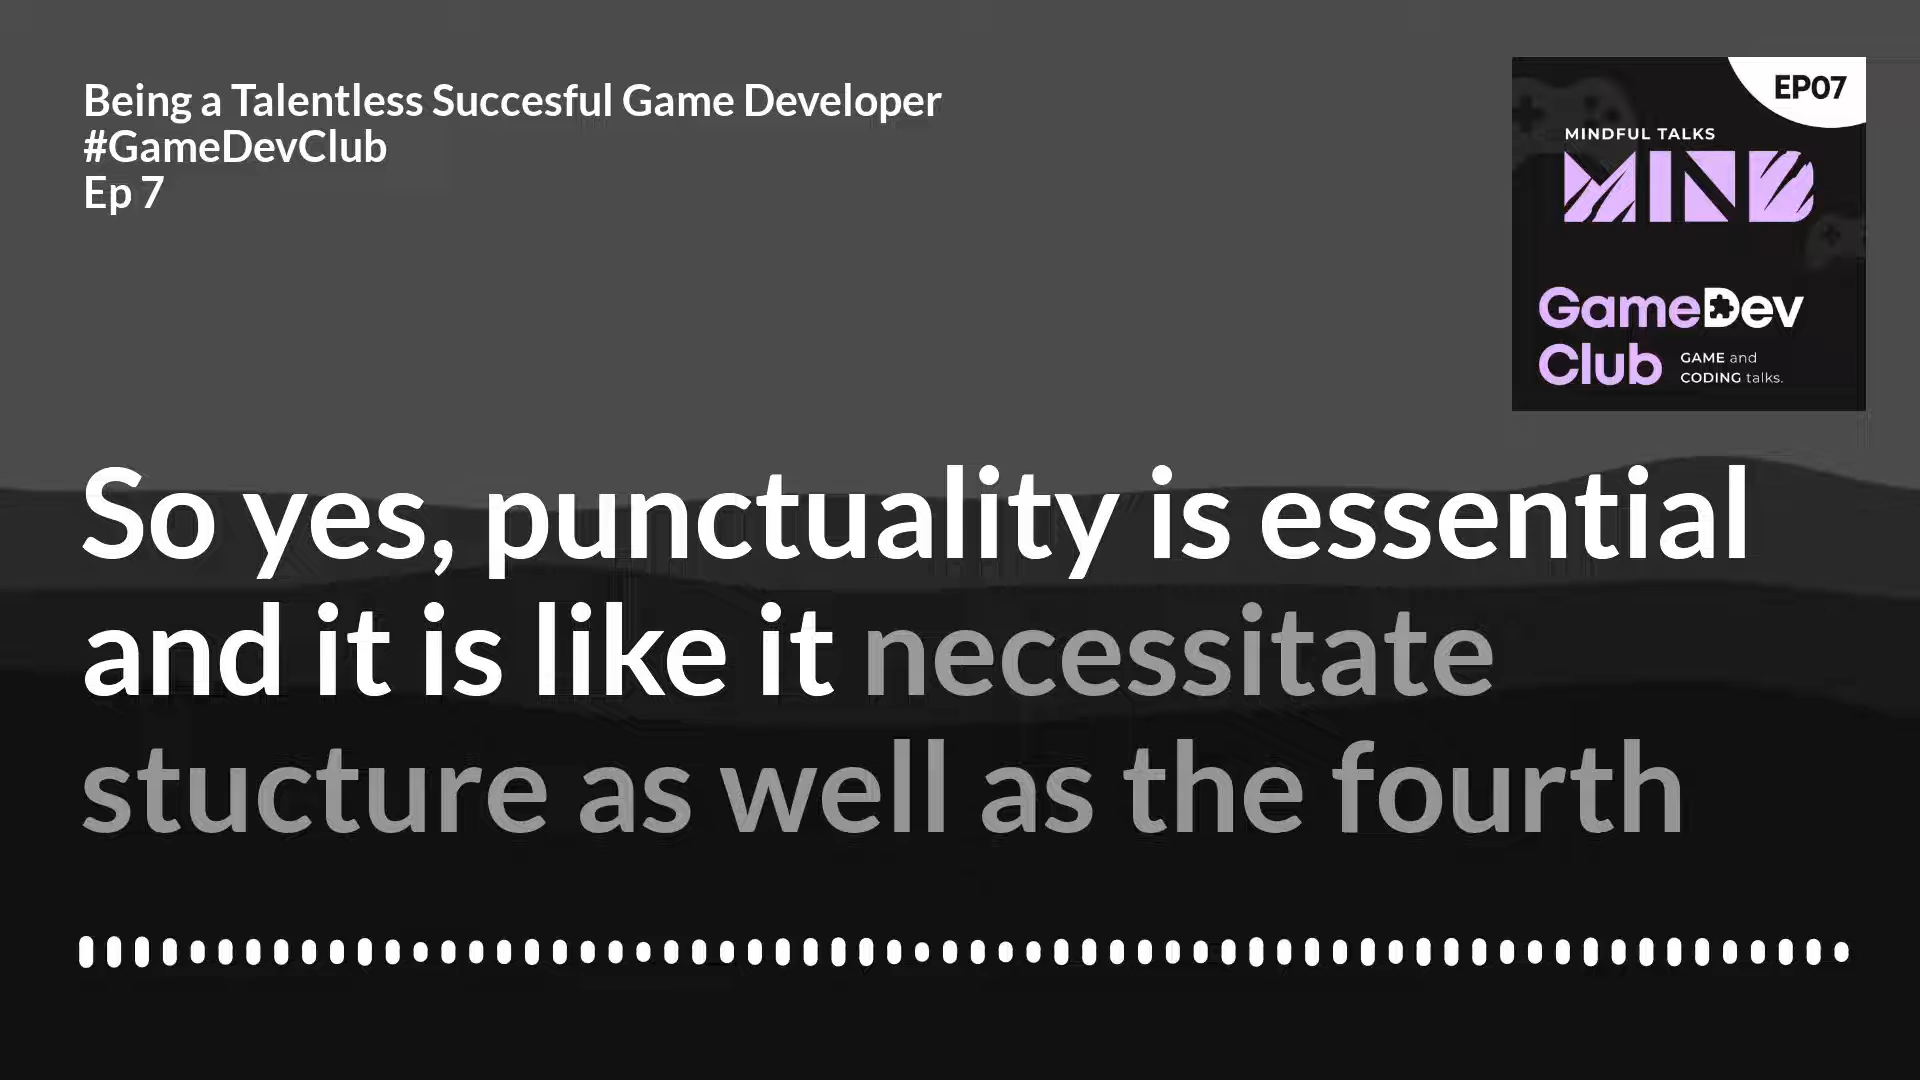 Being a Talentless Succesful Game Developer
#GameDevClub
Ep 7
EP07
MINDFUL TALKS
MIND
GameDev
Club
GAME and
CODING talks.
So yes, punctuality is essential
and it is like it necessitate
stucture as well as the fourth